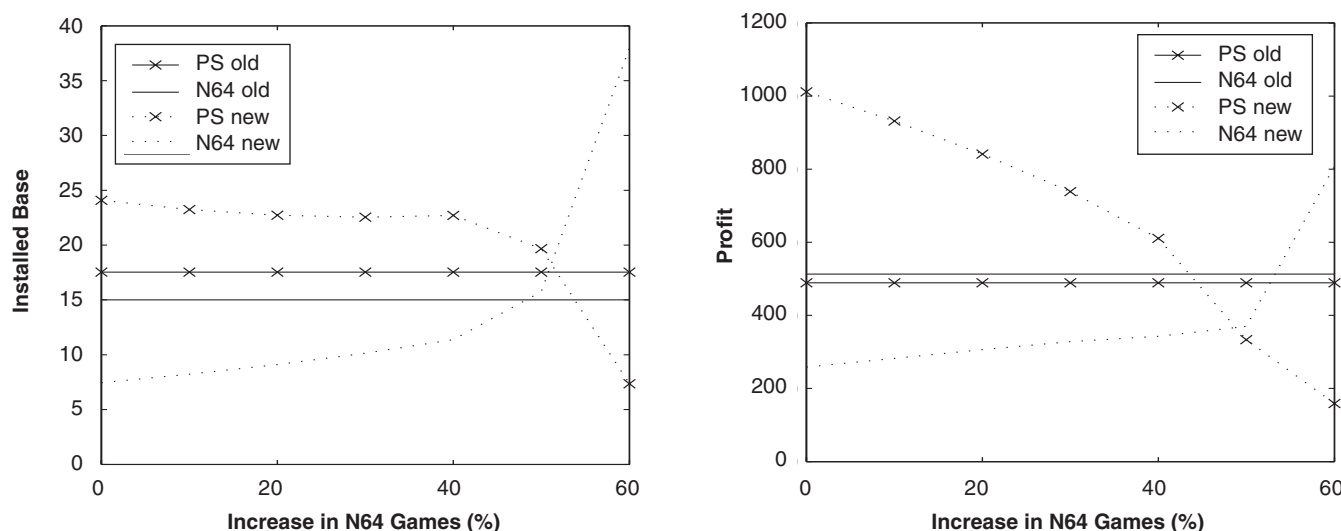 40
35
30
25
20
15
10
5
0
Installed Base
PS old
N64 old
PS new
N64 new
0 20 40 60
Increase in N64 Games (%)
1200
1000
800
600
400
200
0
Profit
PS old
N64 old
PS new
N64 new
0 20 40 60
Increase in N64 Games (%)